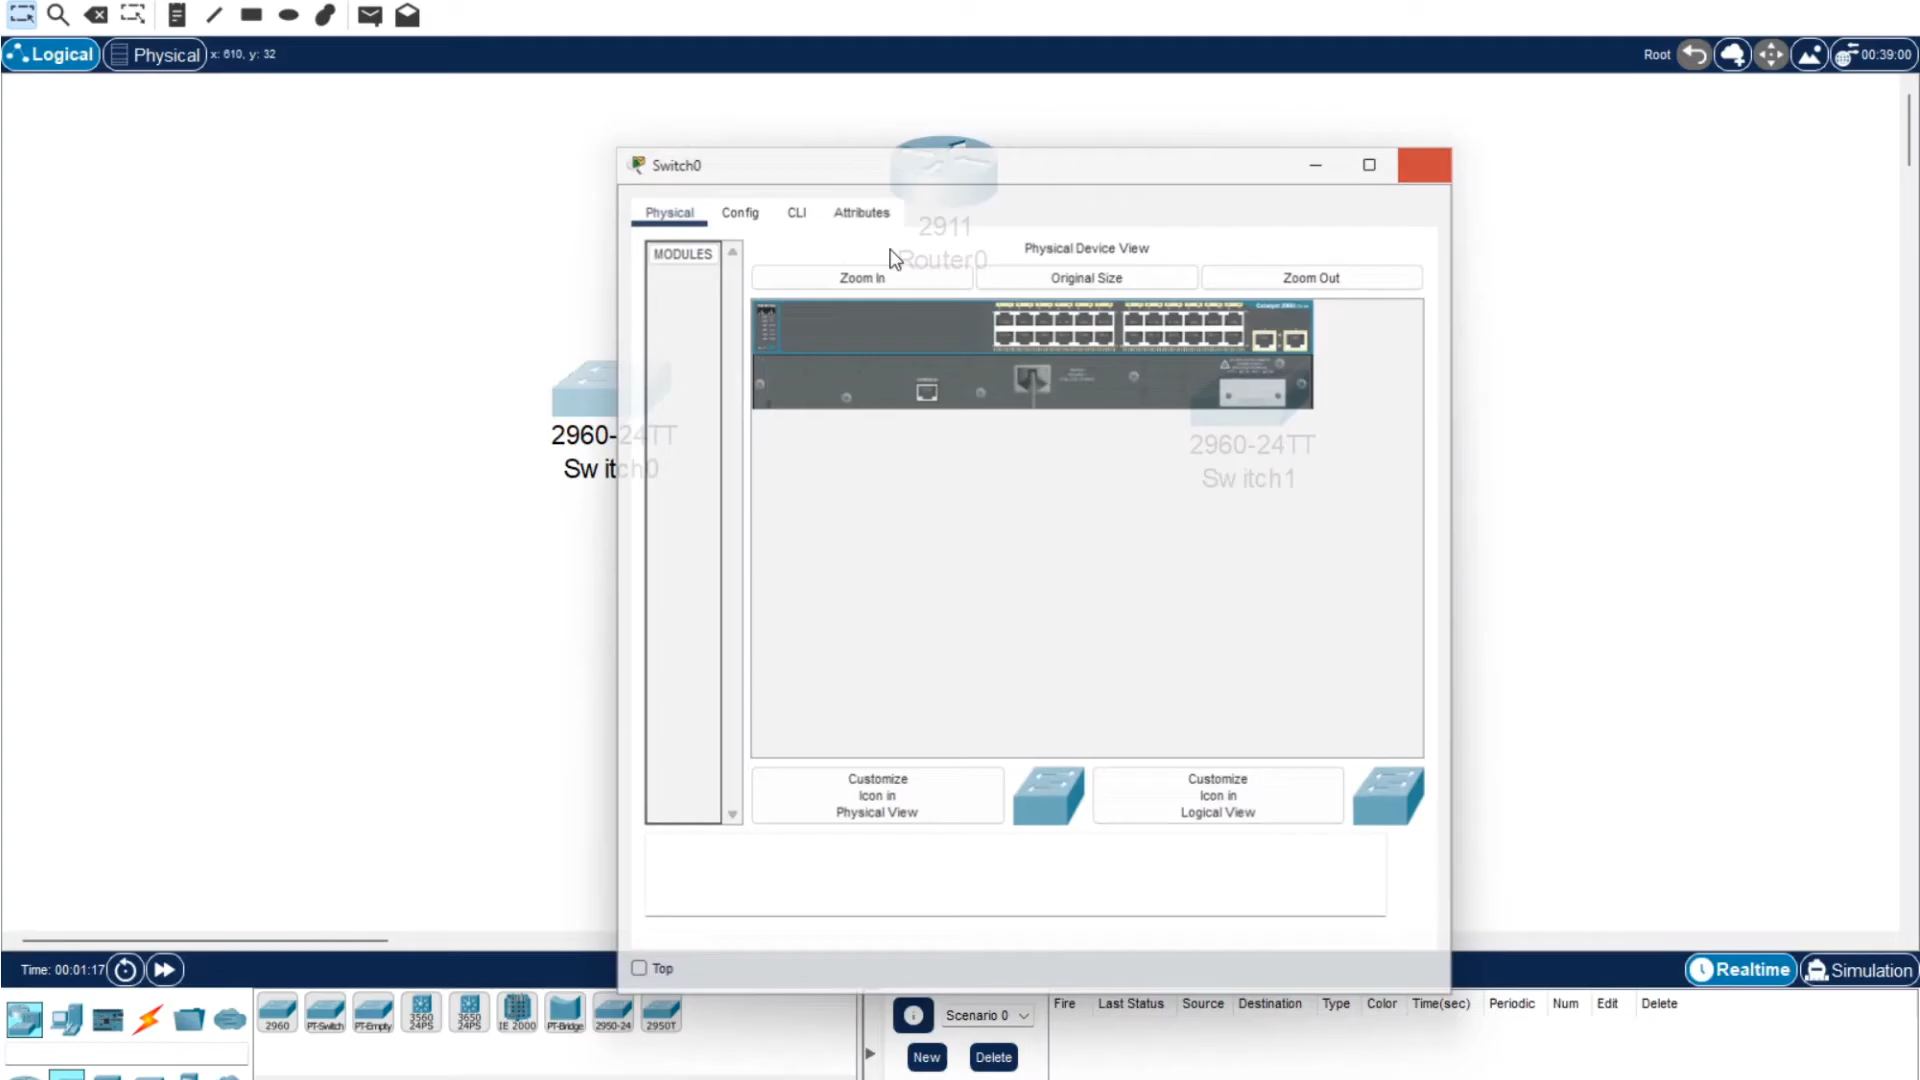 Logical
Physical
x: 610, y: 32
Root
00:39:00
Switch0
Physical
Config
CLI
Attributes
2911
Router0
MODULES
Physical Device View
Zoom In
Original Size
Zoom Out
2960-24TT
Switch0
2960-24TT
Switch1
Customize
Icon in
Physical View
Customize
Icon in
Logical View
Top
Time: 00:01:17
Realtime
Simulation
2960
PT-Switch
PT-Empty
3560
24PS
3650
24PS
IE 2000
PT-Bridge
2950-24
2950T
Scenario 0
New
Delete
Fire
Last Status
Source
Destination
Type
Color
Time(sec)
Periodic
Num
Edit
Delete